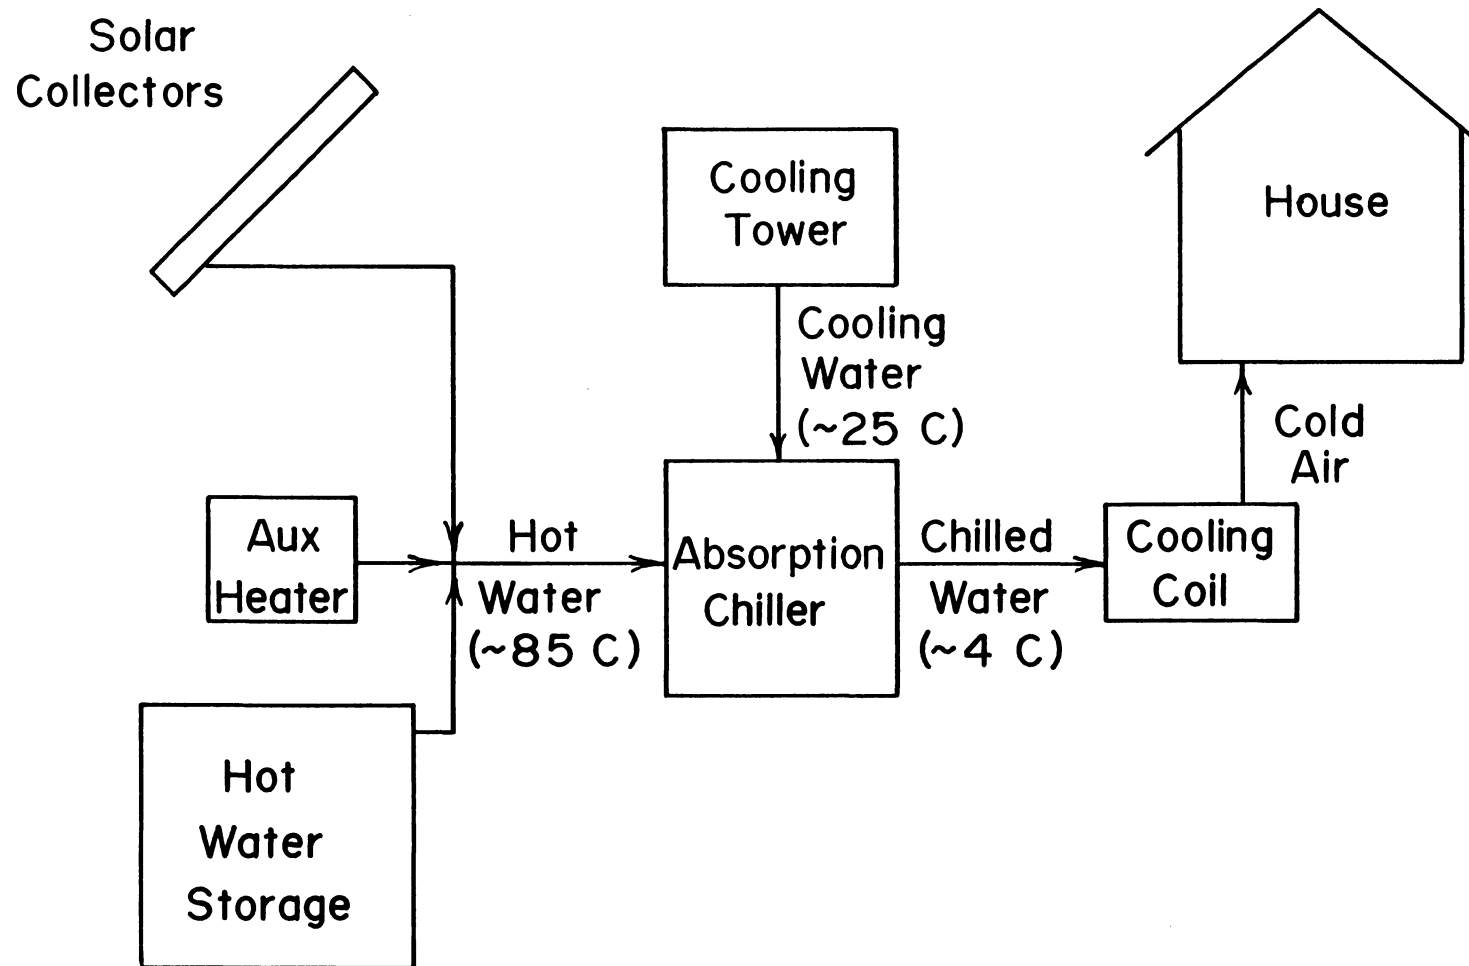 Solar
Collectors
Cooling
Tower
House
Cooling
Water
(~25 C)
Cold
Air
Aux
Heater
Hot
Water
(~85 C)
Absorption
Chiller
Chilled
Water
(~4 C)
Cooling
Coil
Hot
Water
Storage